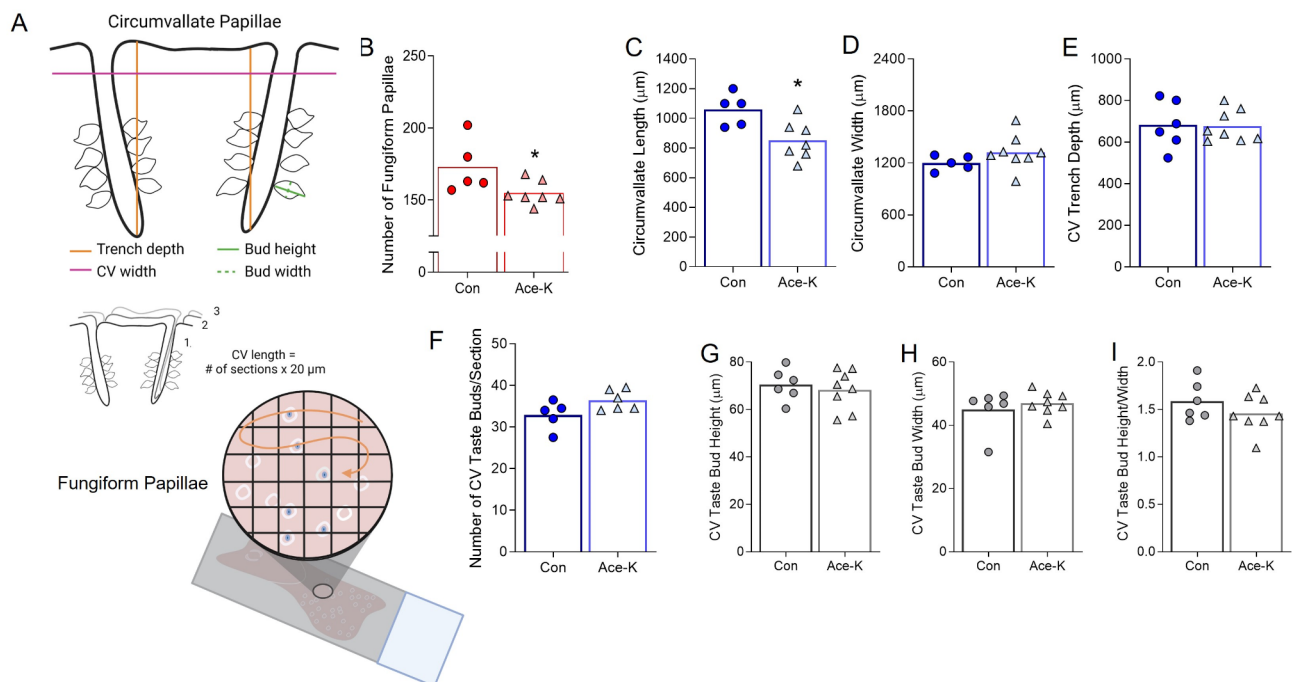 A
Circumvallate Papillae
Trench depth
CV width
Bud height
Bud width
3
2
1.
CV length =
# of sections x 20 µm
Fungiform Papillae
B
Number of Fungiform Papillae
250
200
150
0
*
Con
Ace-K
C
Circumvallate Length (µm)
1400
1200
1000
800
600
400
200
0
*
Con
Ace-K
D
Circumvallate Width (µm)
2400
1800
1200
600
0
Con
Ace-K
E
CV Trench Depth (µm)
1000
800
600
400
200
0
Con
Ace-K
F
Number of CV Taste Buds/Section
50
40
30
20
10
0
Con
Ace-K
G
CV Taste Bud Height (µm)
80
60
40
20
0
Con
Ace-K
H
CV Taste Bud Width (µm)
60
40
20
0
Con
Ace-K
I
CV Taste Bud Height/Width
2.0
1.5
1.0
0.5
0.0
Con
Ace-K